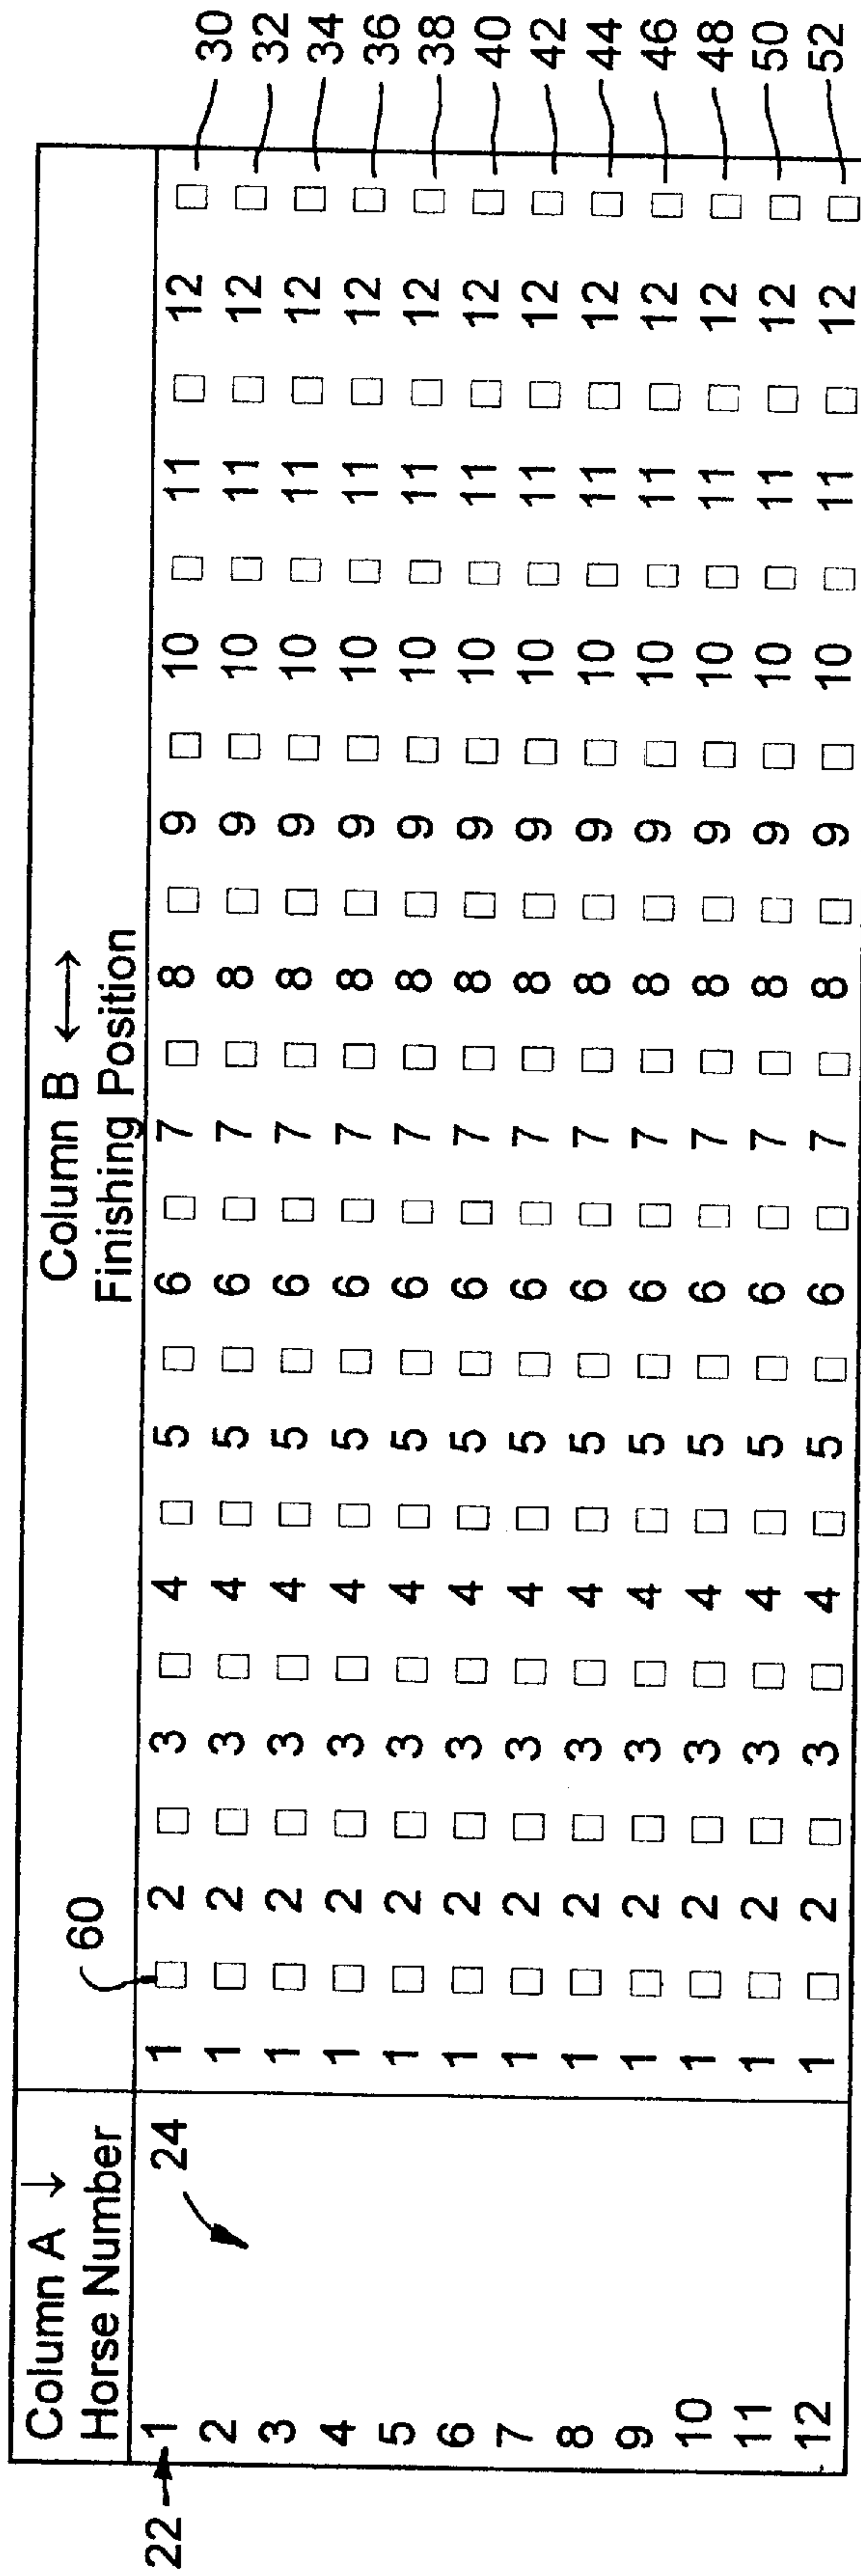 Column A ↓
Horse Number
Column B ↔
Finishing Position
60
22
24
1 1 □ 2 □ 3 □ 4 □ 5 □ 6 □ 7 □ 8 □ 9 □ 10 □ 11 □ 12 □ 30
2 1 □ 2 □ 3 □ 4 □ 5 □ 6 □ 7 □ 8 □ 9 □ 10 □ 11 □ 12 □ 32
3 1 □ 2 □ 3 □ 4 □ 5 □ 6 □ 7 □ 8 □ 9 □ 10 □ 11 □ 12 □ 34
4 1 □ 2 □ 3 □ 4 □ 5 □ 6 □ 7 □ 8 □ 9 □ 10 □ 11 □ 12 □ 36
5 1 □ 2 □ 3 □ 4 □ 5 □ 6 □ 7 □ 8 □ 9 □ 10 □ 11 □ 12 □ 38
6 1 □ 2 □ 3 □ 4 □ 5 □ 6 □ 7 □ 8 □ 9 □ 10 □ 11 □ 12 □ 40
7 1 □ 2 □ 3 □ 4 □ 5 □ 6 □ 7 □ 8 □ 9 □ 10 □ 11 □ 12 □ 42
8 1 □ 2 □ 3 □ 4 □ 5 □ 6 □ 7 □ 8 □ 9 □ 10 □ 11 □ 12 □ 44
9 1 □ 2 □ 3 □ 4 □ 5 □ 6 □ 7 □ 8 □ 9 □ 10 □ 11 □ 12 □ 46
10 1 □ 2 □ 3 □ 4 □ 5 □ 6 □ 7 □ 8 □ 9 □ 10 □ 11 □ 12 □ 48
11 1 □ 2 □ 3 □ 4 □ 5 □ 6 □ 7 □ 8 □ 9 □ 10 □ 11 □ 12 □ 50
12 1 □ 2 □ 3 □ 4 □ 5 □ 6 □ 7 □ 8 □ 9 □ 10 □ 11 □ 12 □ 52